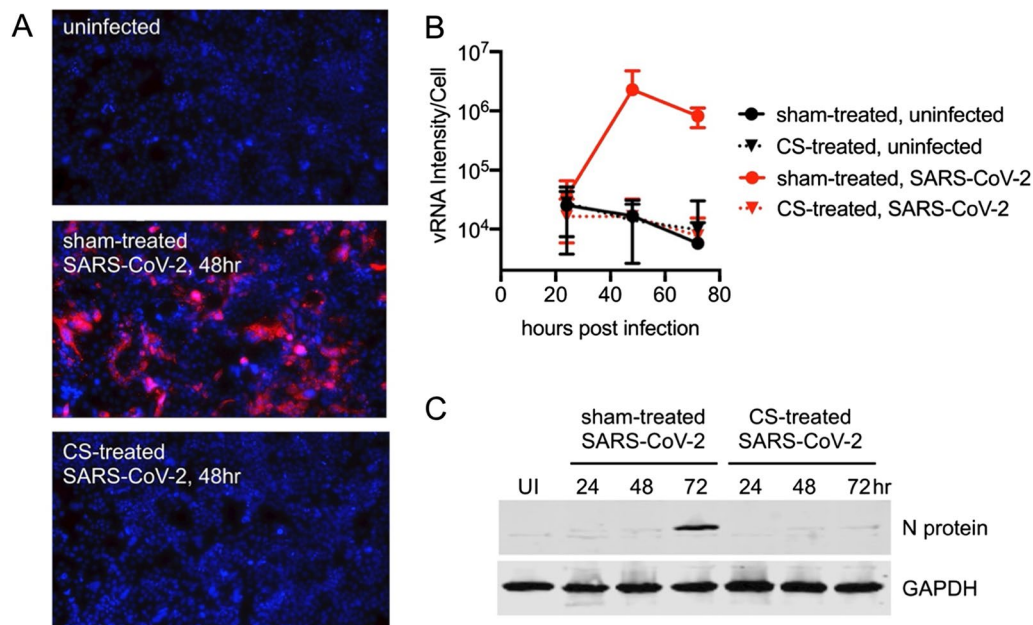 A
uninfected
sham-treated
SARS-CoV-2, 48hr
CS-treated
SARS-CoV-2, 48hr
B
vRNA Intensity/Cell
10⁷
10⁶
10⁵
10⁴
0 20 40 60 80
hours post infection
sham-treated, uninfected
CS-treated, uninfected
sham-treated, SARS-CoV-2
CS-treated, SARS-CoV-2
C
sham-treated CS-treated
SARS-CoV-2 SARS-CoV-2
UI 24 48 72 24 48 72hr
N protein
GAPDH